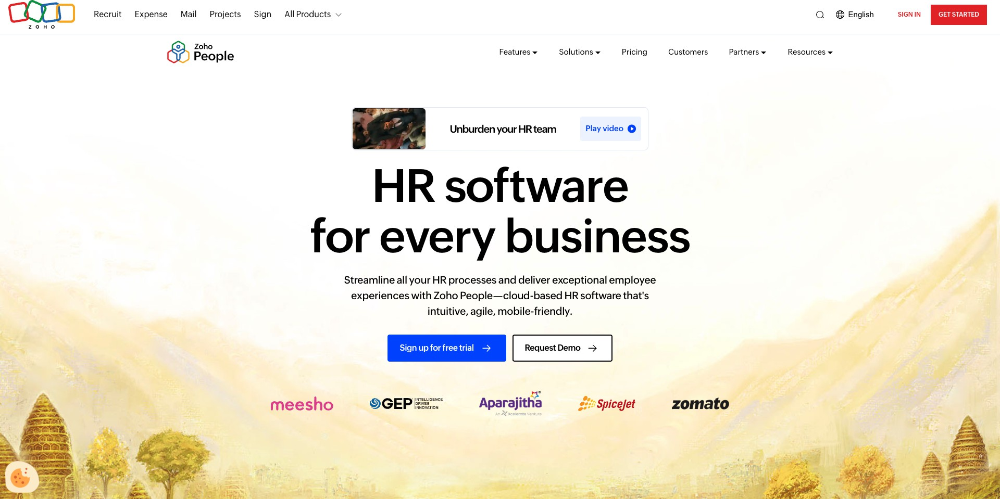 ZOHO
Recruit
Expense
Mail
Projects
Sign
All Products
English
SIGN IN
GET STARTED
Zoho
People
Features
Solutions
Pricing
Customers
Partners
Resources
Unburden your HR team
Play video
HR software
for every business
Streamline all your HR processes and deliver exceptional employee
experiences with Zoho People—cloud-based HR software that's
intuitive, agile, mobile-friendly.
Sign up for free trial
Request Demo
meesho
GEP
INTELLIGENCE
DRIVES
INNOVATION
Aparajitha®
An Xcelerate Venture
SpiceJet
zomato